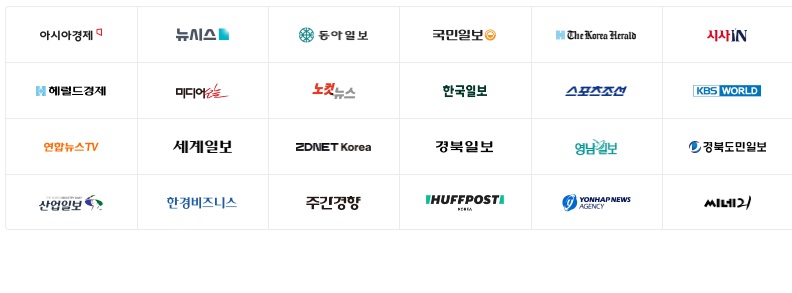 아시아경제
뉴시스
동아일보
국민일보
H The Korea Herald
시사IN
H 헤럴드경제
미디어오늘
노컷뉴스
한국일보
스포츠조선
KBS WORLD
연합뉴스TV
세계일보
ZDNET Korea
경북일보
영남일보
경북도민일보
산업일보
한경비즈니스
주간경향
HUFFPOST
KOREA
YONHAP NEWS
AGENCY
씨네21